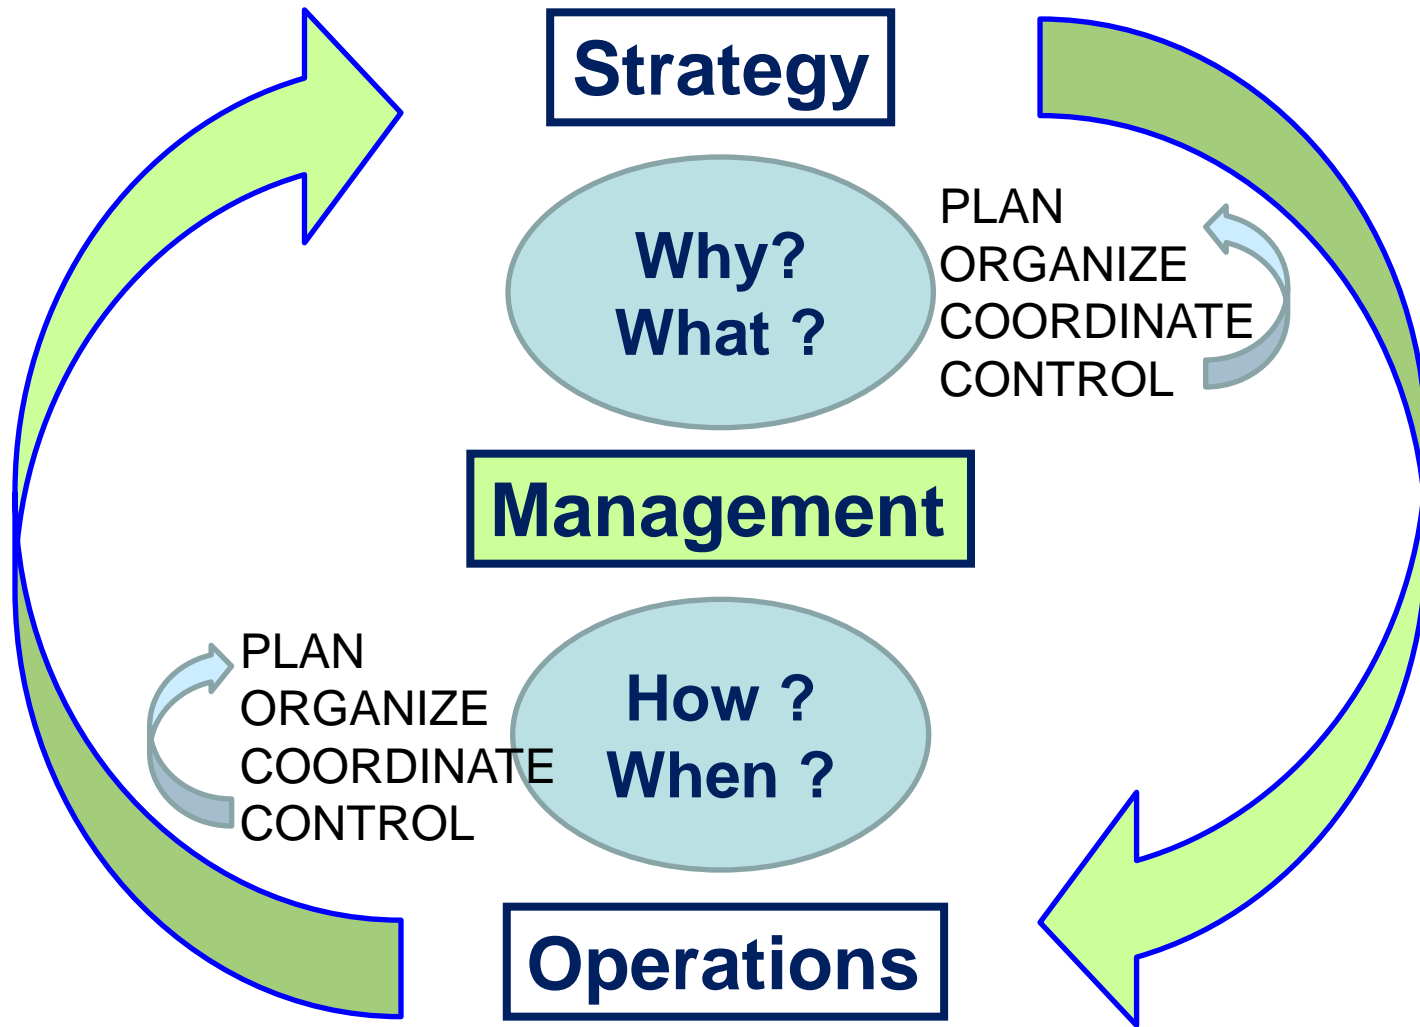 Strategy
Why?
What ?
PLAN
ORGANIZE
COORDINATE
CONTROL
Management
PLAN
ORGANIZE
COORDINATE
CONTROL
How ?
When ?
Operations